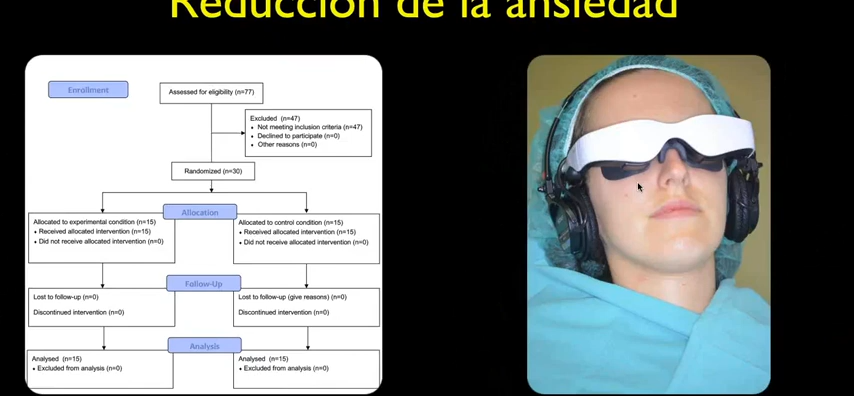 Reducción de la ansiedad
Enrollment
Assessed for eligibility (n=77)
Excluded (n=47)
• Not meeting inclusion criteria (n=47)
• Declined to participate (n=0)
• Other reasons (n=0)
Randomized (n=30)
Allocation
Allocated to experimental condition (n=15)
• Received allocated intervention (n=15)
• Did not receive allocated intervention (n=0)
Allocated to control condition (n=15)
• Received allocated intervention (n=15)
• Did not receive allocated intervention (n=0)
Follow-Up
Lost to follow-up (n=0)
Discontinued intervention (n=0)
Lost to follow-up (give reasons) (n=0)
Discontinued intervention (n=0)
Analysis
Analysed (n=15)
• Excluded from analysis (n=0)
Analysed (n=15)
• Excluded from analysis (n=0)